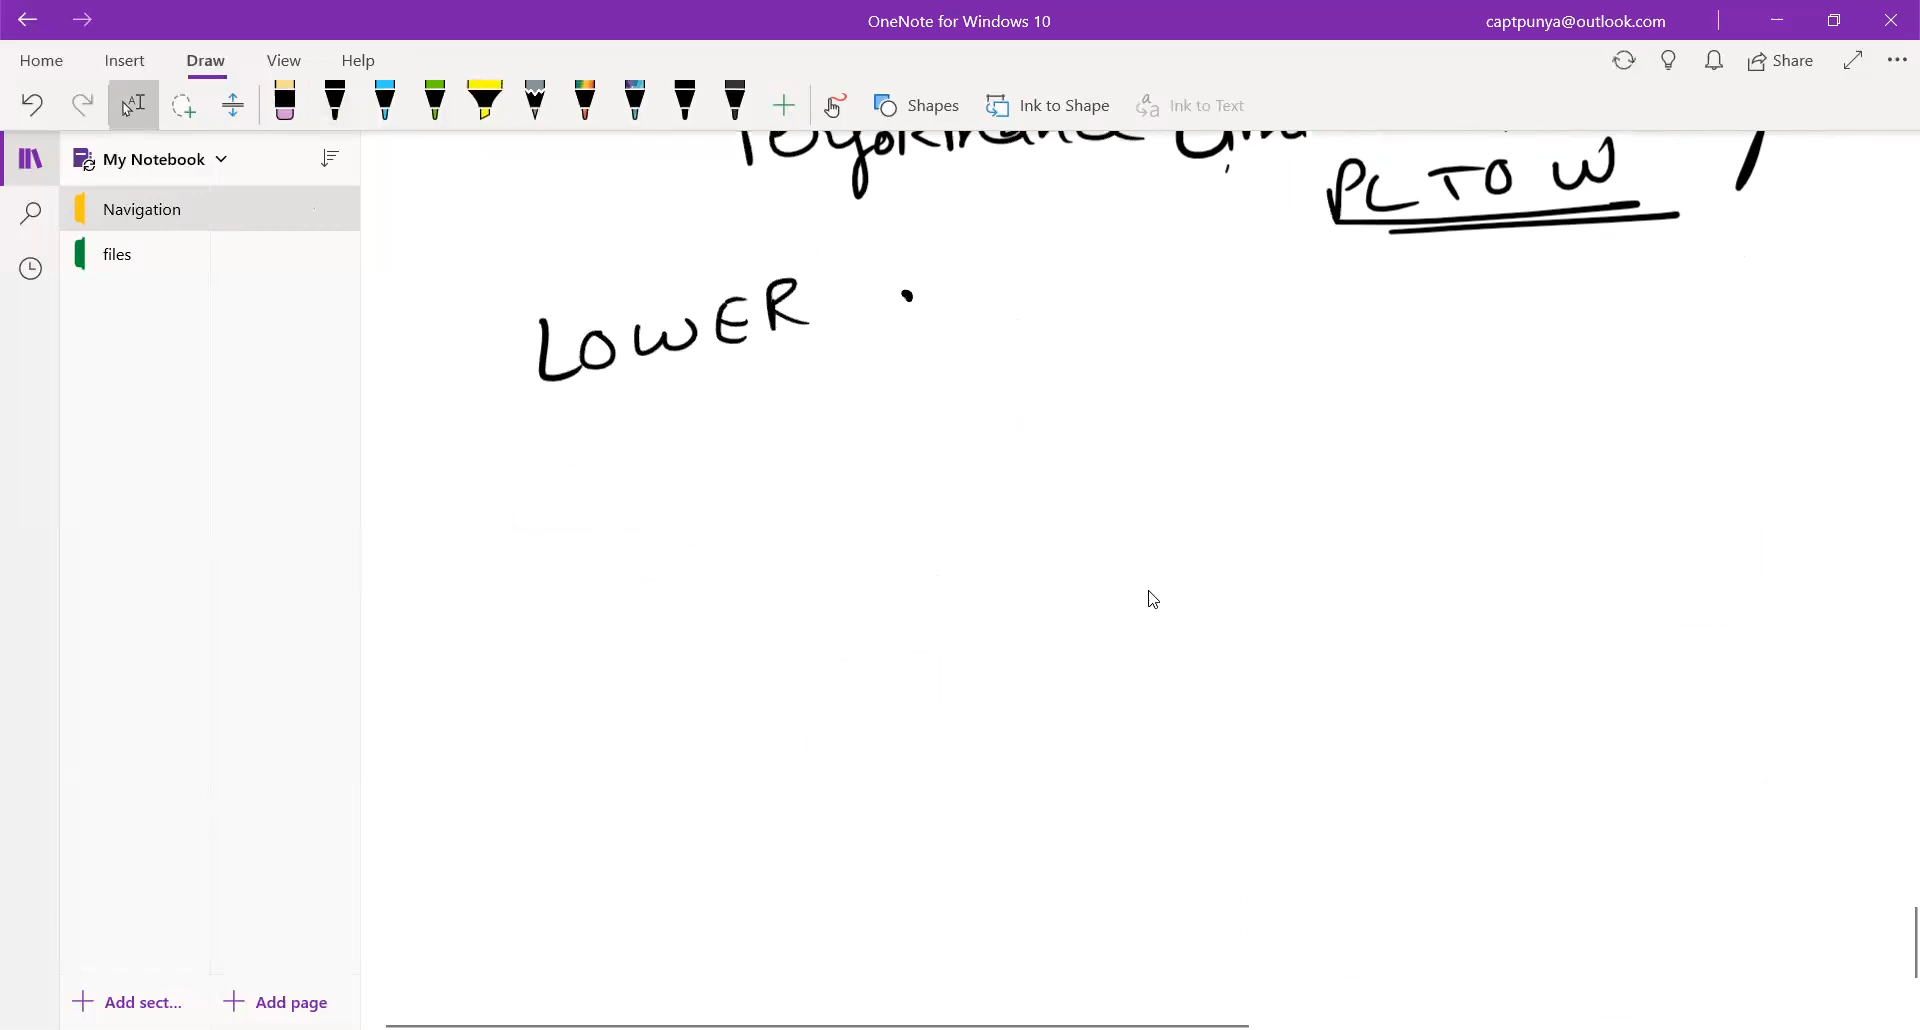 OneNote for Windows 10
captpunya@outlook.com
Home Insert Draw View Help
Share
Shapes
Ink to Shape
Ink to Text
My Notebook
Navigation
files
PLTOW
LOWER
Add sect...
Add page